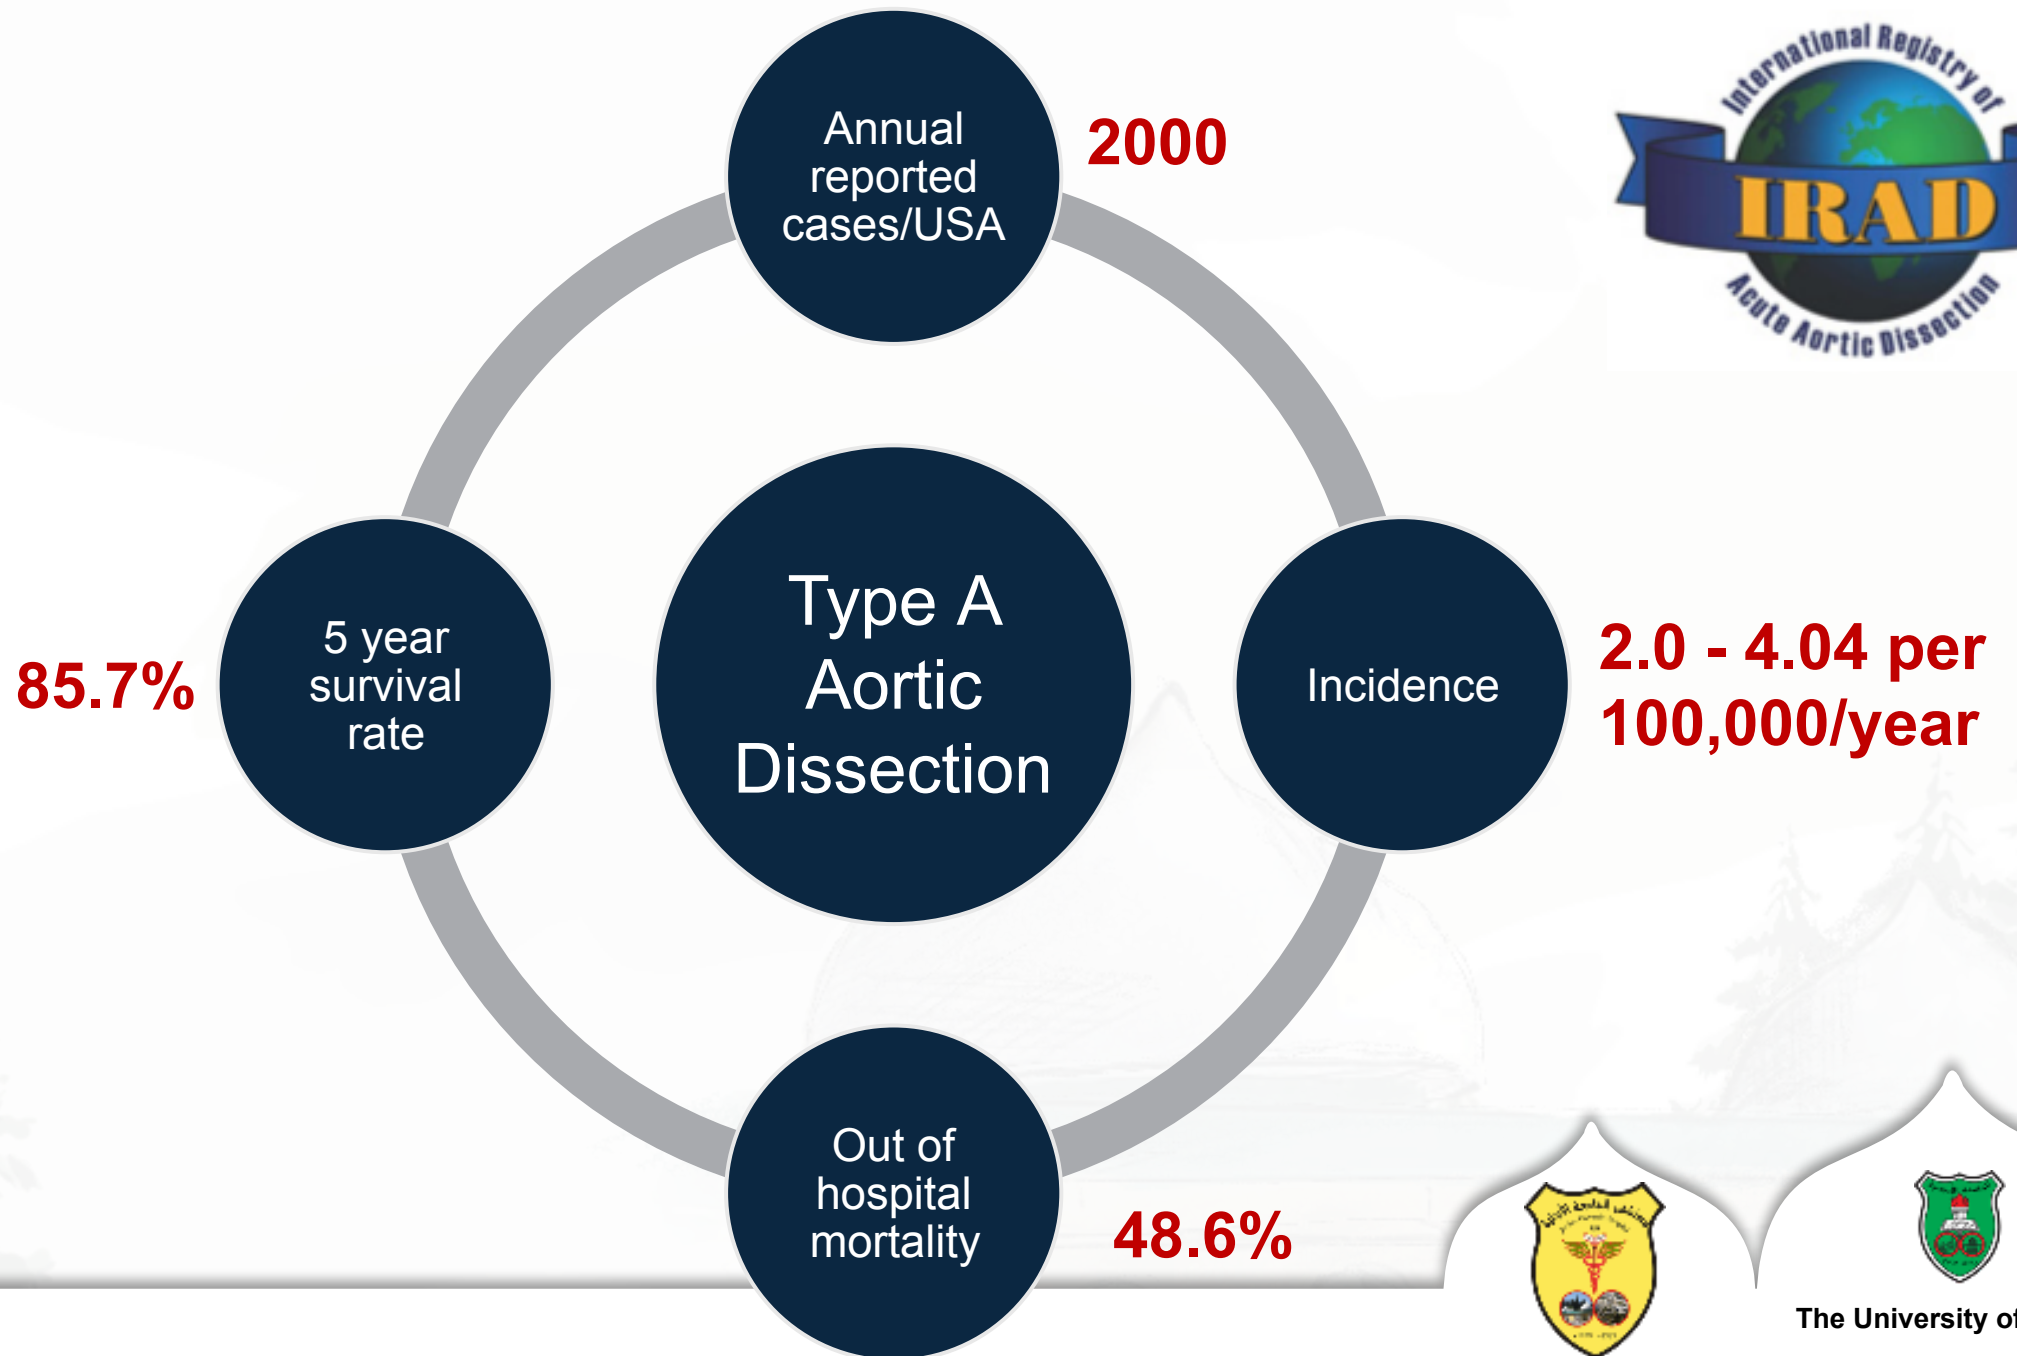 Annual
reported
cases/USA
2000
International Registry of
IRAD
Acute Aortic Dissection
Type A
Aortic
Dissection
5 year
survival
rate
85.7%
Incidence
2.0 - 4.04 per
100,000/year
Out of
hospital
mortality
48.6%
The University of